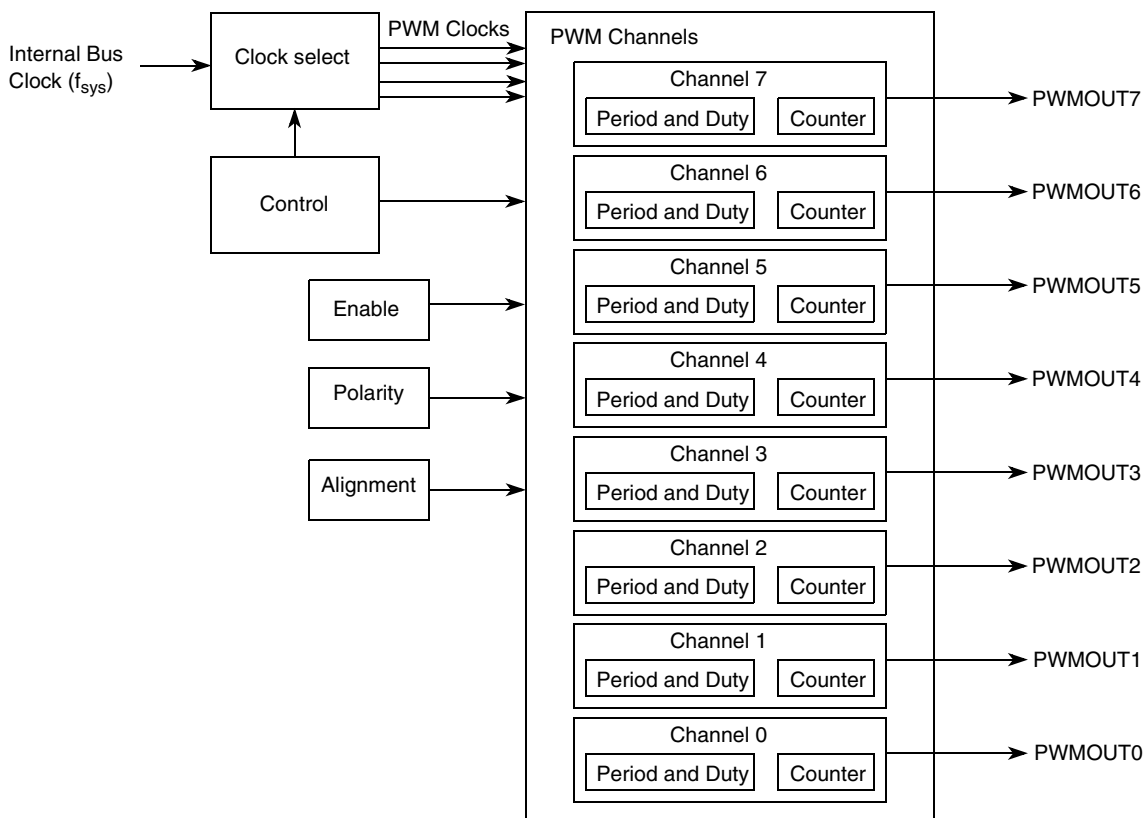 Internal Bus
Clock (fsys)
Clock select
PWM Clocks
Control
Enable
Polarity
Alignment
PWM Channels
Channel 7
Period and Duty
Counter
PWMOUT7
Channel 6
Period and Duty
Counter
PWMOUT6
Channel 5
Period and Duty
Counter
PWMOUT5
Channel 4
Period and Duty
Counter
PWMOUT4
Channel 3
Period and Duty
Counter
PWMOUT3
Channel 2
Period and Duty
Counter
PWMOUT2
Channel 1
Period and Duty
Counter
PWMOUT1
Channel 0
Period and Duty
Counter
PWMOUT0